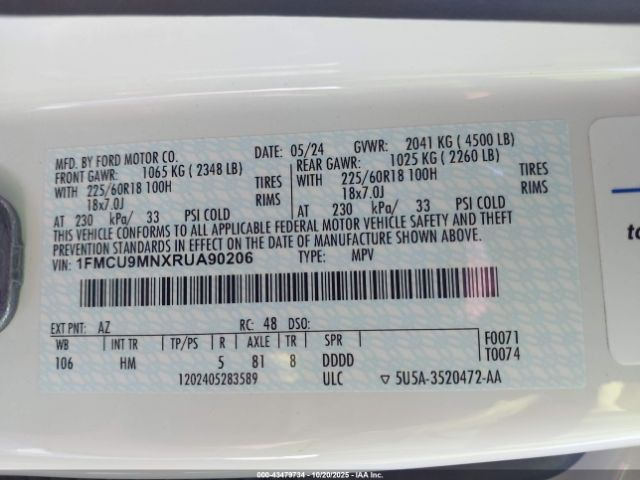 MFD. BY FORD MOTOR CO. DATE: 05/24 GVWR: 2041 KG ( 4500 LB)
FRONT GAWR: 1065 KG ( 2348 LB) REAR GAWR: 1025 KG ( 2260 LB)
WITH 225/60R18 100H TIRES WITH 225/60R18 100H TIRES
18x7.0J RIMS 18x7.0J RIMS
AT 230 kPa/ 33 PSI COLD AT 230 kPa/ 33 PSI COLD
THIS VEHICLE CONFORMS TO ALL APPLICABLE FEDERAL MOTOR VEHICLE SAFETY AND THEFT
PREVENTION STANDARDS IN EFFECT ON THE DATE OF MANUFACTURE SHOWN ABOVE.
VIN: 1FMCU9MNXRUA90206 TYPE: MPV
EXT PNT: AZ RC: 48 DSO:
WB INT TR TP/PS R AXLE TR SPR F0071
106 HM 5 81 8 DDDD T0074
1202405283589 ULC 5U5A-3520472-AA
to
000-43479734 - 10/20/2025 - IAA Inc.